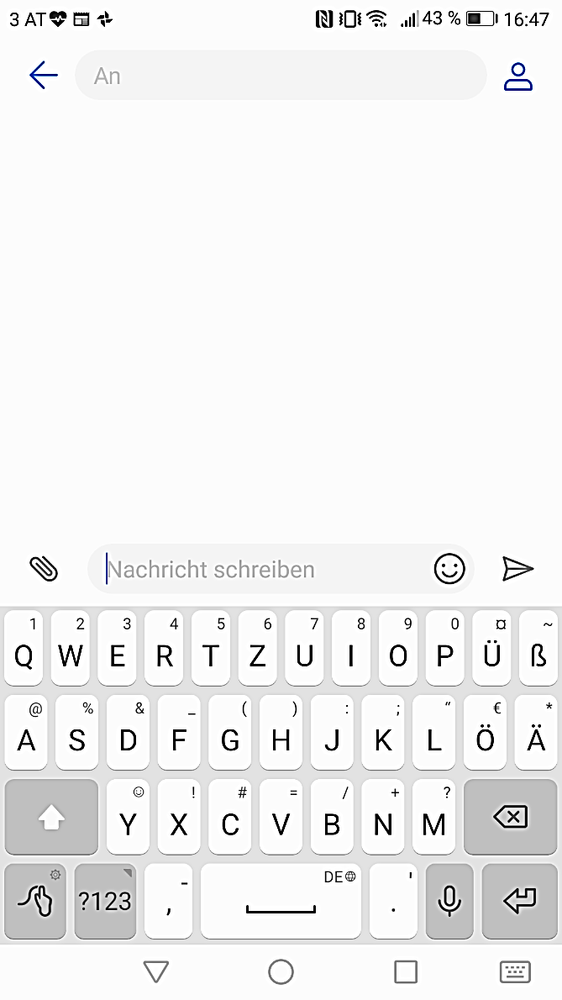 3 AT 43 % 16:47
An
Nachricht schreiben
1 2 3 4 5 6 7 8 9 0 ¤ ~
Q W E R T Z U I O P Ü ß
@ % & _ ( ) : ; " € *
A S D F G H J K L Ö Ä
! # = / + ?
Y X C V B N M
- DE '
?123 , .